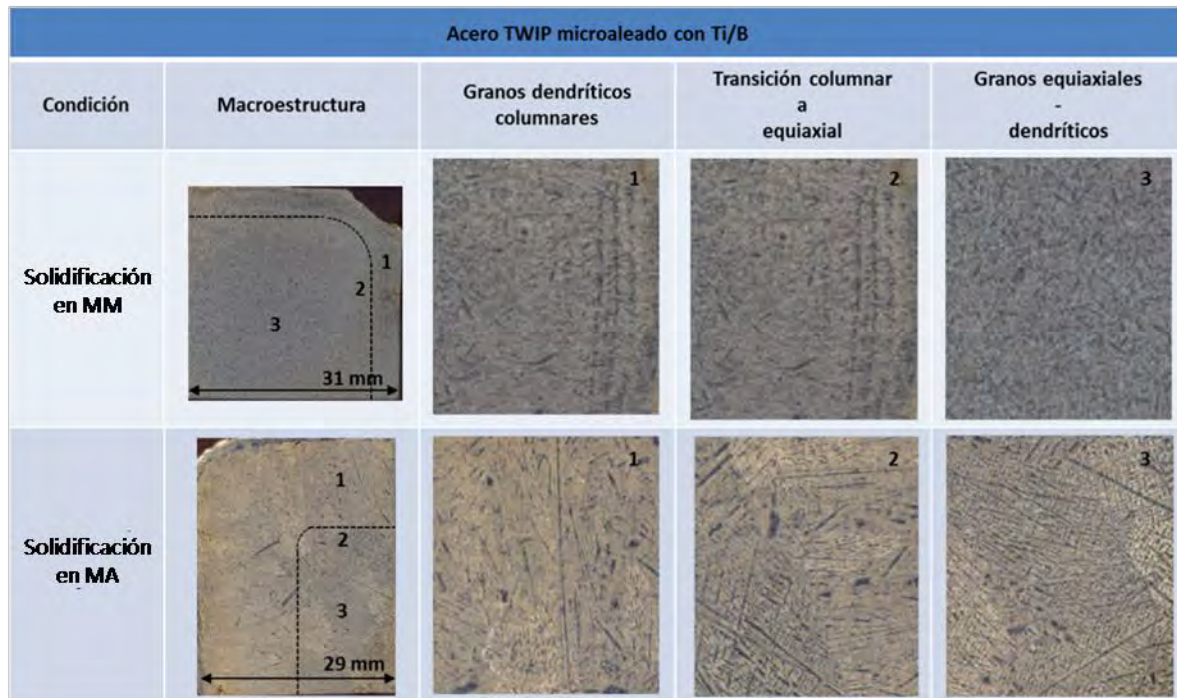 Acero TWIP microaleado con Ti/B
Condición
Macroestructura
Granos dendríticos
columnares
Transición columnar
a
equiaxial
Granos equiaxiales
-
dendríticos
Solidificación
en MM
1
2
3
31 mm
1
2
3
Solidificación
en MA
1
2
3
29 mm
1
2
3